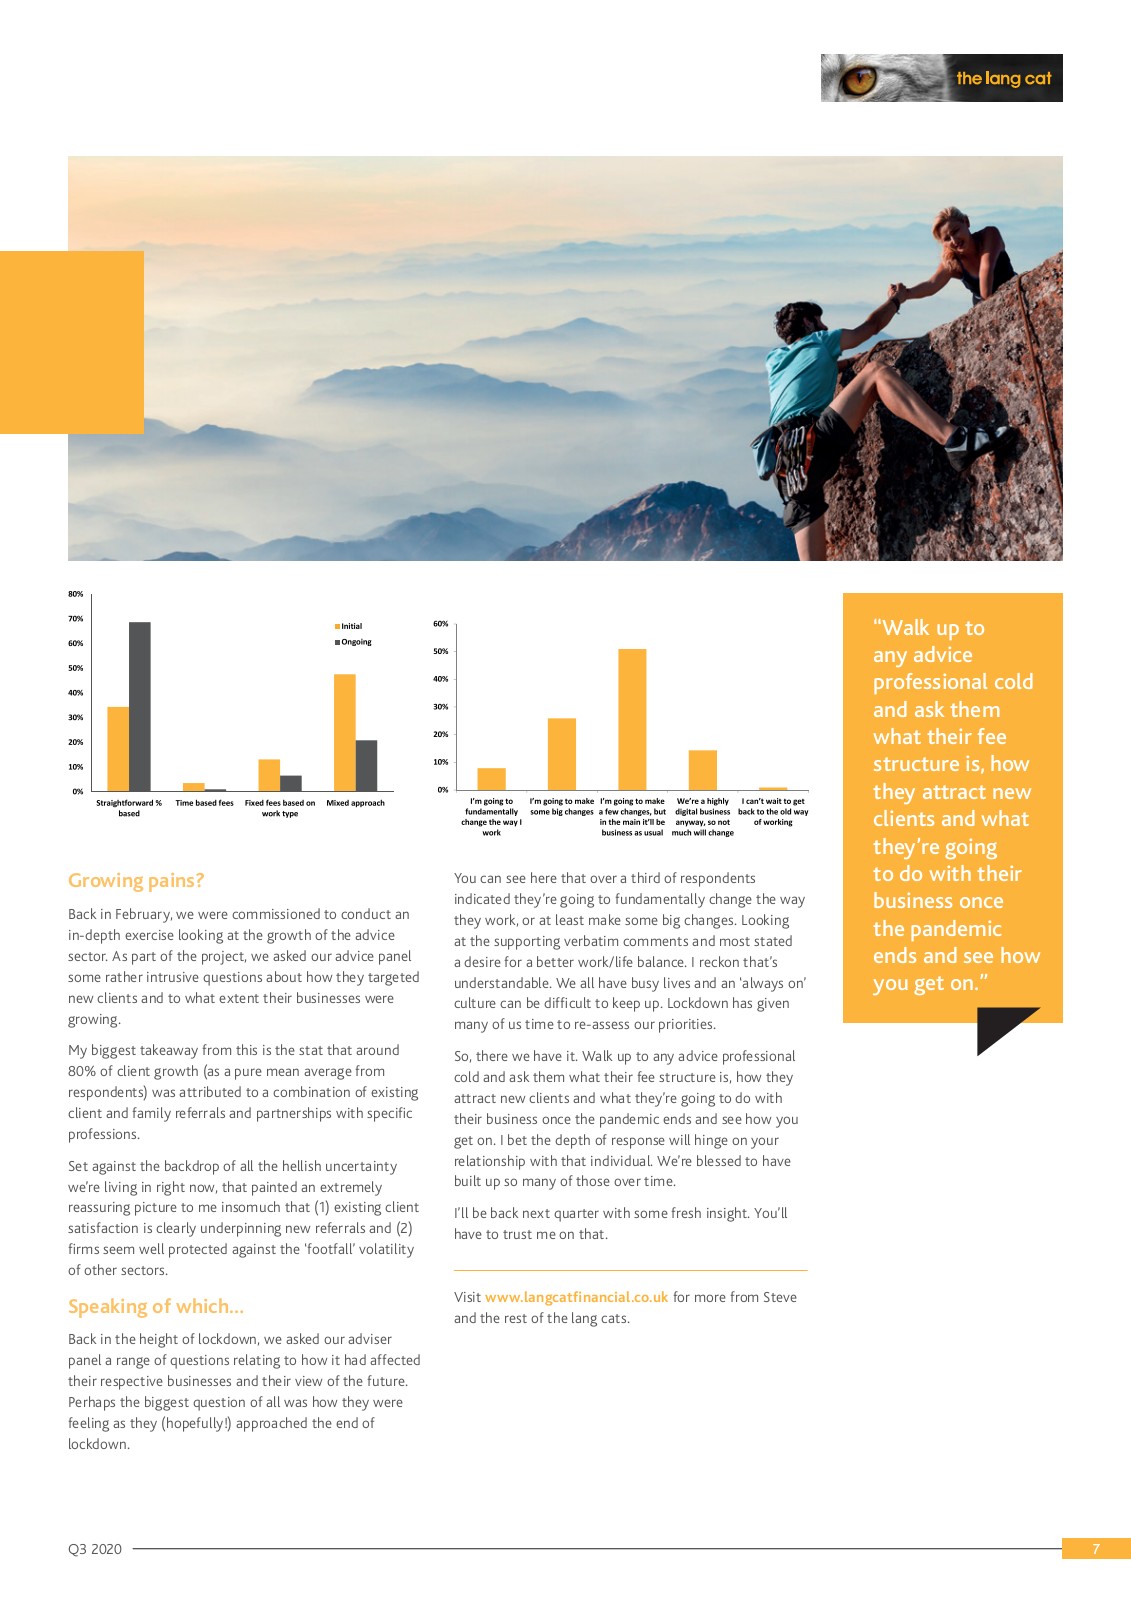 the lang cat
80%
70%
60%
50%
40%
30%
20%
10%
0%
Initial
Ongoing
Straightforward %
based
Time based fees
Fixed fees based on
work type
Mixed approach
60%
50%
40%
30%
20%
10%
0%
I'm going to
fundamentally
change the way I
work
I'm going to make
some big changes
I'm going to make
a few changes, but
in the main it'll be
business as usual
We're a highly
digital business
anyway, so not
much will change
I can't wait to get
back to the old way
of working
“Walk up to
any advice
professional cold
and ask them
what their fee
structure is, how
they attract new
clients and what
they’re going
to do with their
business once
the pandemic
ends and see how
you get on.”
Growing pains?
Back in February, we were commissioned to conduct an
in-depth exercise looking at the growth of the advice
sector. As part of the project, we asked our advice panel
some rather intrusive questions about how they targeted
new clients and to what extent their businesses were
growing.
My biggest takeaway from this is the stat that around
80% of client growth (as a pure mean average from
respondents) was attributed to a combination of existing
client and family referrals and partnerships with specific
professions.
Set against the backdrop of all the hellish uncertainty
we’re living in right now, that painted an extremely
reassuring picture to me insomuch that (1) existing client
satisfaction is clearly underpinning new referrals and (2)
firms seem well protected against the ‘footfall’ volatility
of other sectors.
Speaking of which…
Back in the height of lockdown, we asked our adviser
panel a range of questions relating to how it had affected
their respective businesses and their view of the future.
Perhaps the biggest question of all was how they were
feeling as they (hopefully!) approached the end of
lockdown.
You can see here that over a third of respondents
indicated they’re going to fundamentally change the way
they work, or at least make some big changes. Looking
at the supporting verbatim comments and most stated
a desire for a better work/life balance. I reckon that’s
understandable. We all have busy lives and an ‘always on’
culture can be difficult to keep up. Lockdown has given
many of us time to re-assess our priorities.
So, there we have it. Walk up to any advice professional
cold and ask them what their fee structure is, how they
attract new clients and what they’re going to do with
their business once the pandemic ends and see how you
get on. I bet the depth of response will hinge on your
relationship with that individual. We’re blessed to have
built up so many of those over time.
I’ll be back next quarter with some fresh insight. You’ll
have to trust me on that.
Visit www.langcatfinancial.co.uk for more from Steve
and the rest of the lang cats.
Q3 2020
7